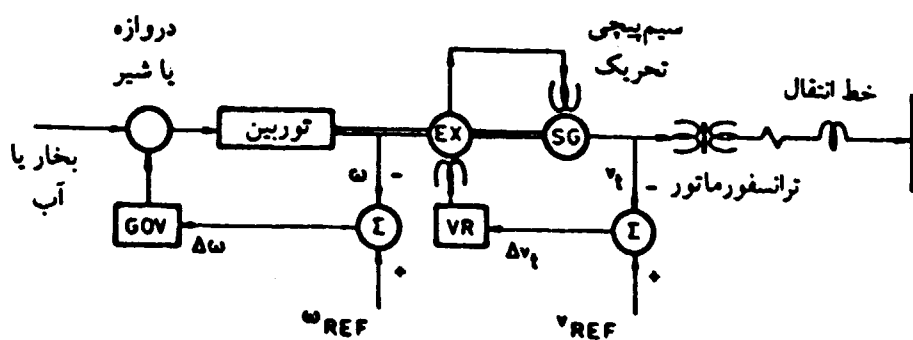 دروازه
یا شیر
سیم‌پیچی
تحریک
خط انتقال
بخار یا
آب
توربین
EX
SG
ترانسفورماتور
ω
-
v_t
-
GOV
Δω
Σ
VR
Δv_t
Σ
+
+
ω_REF
v_REF